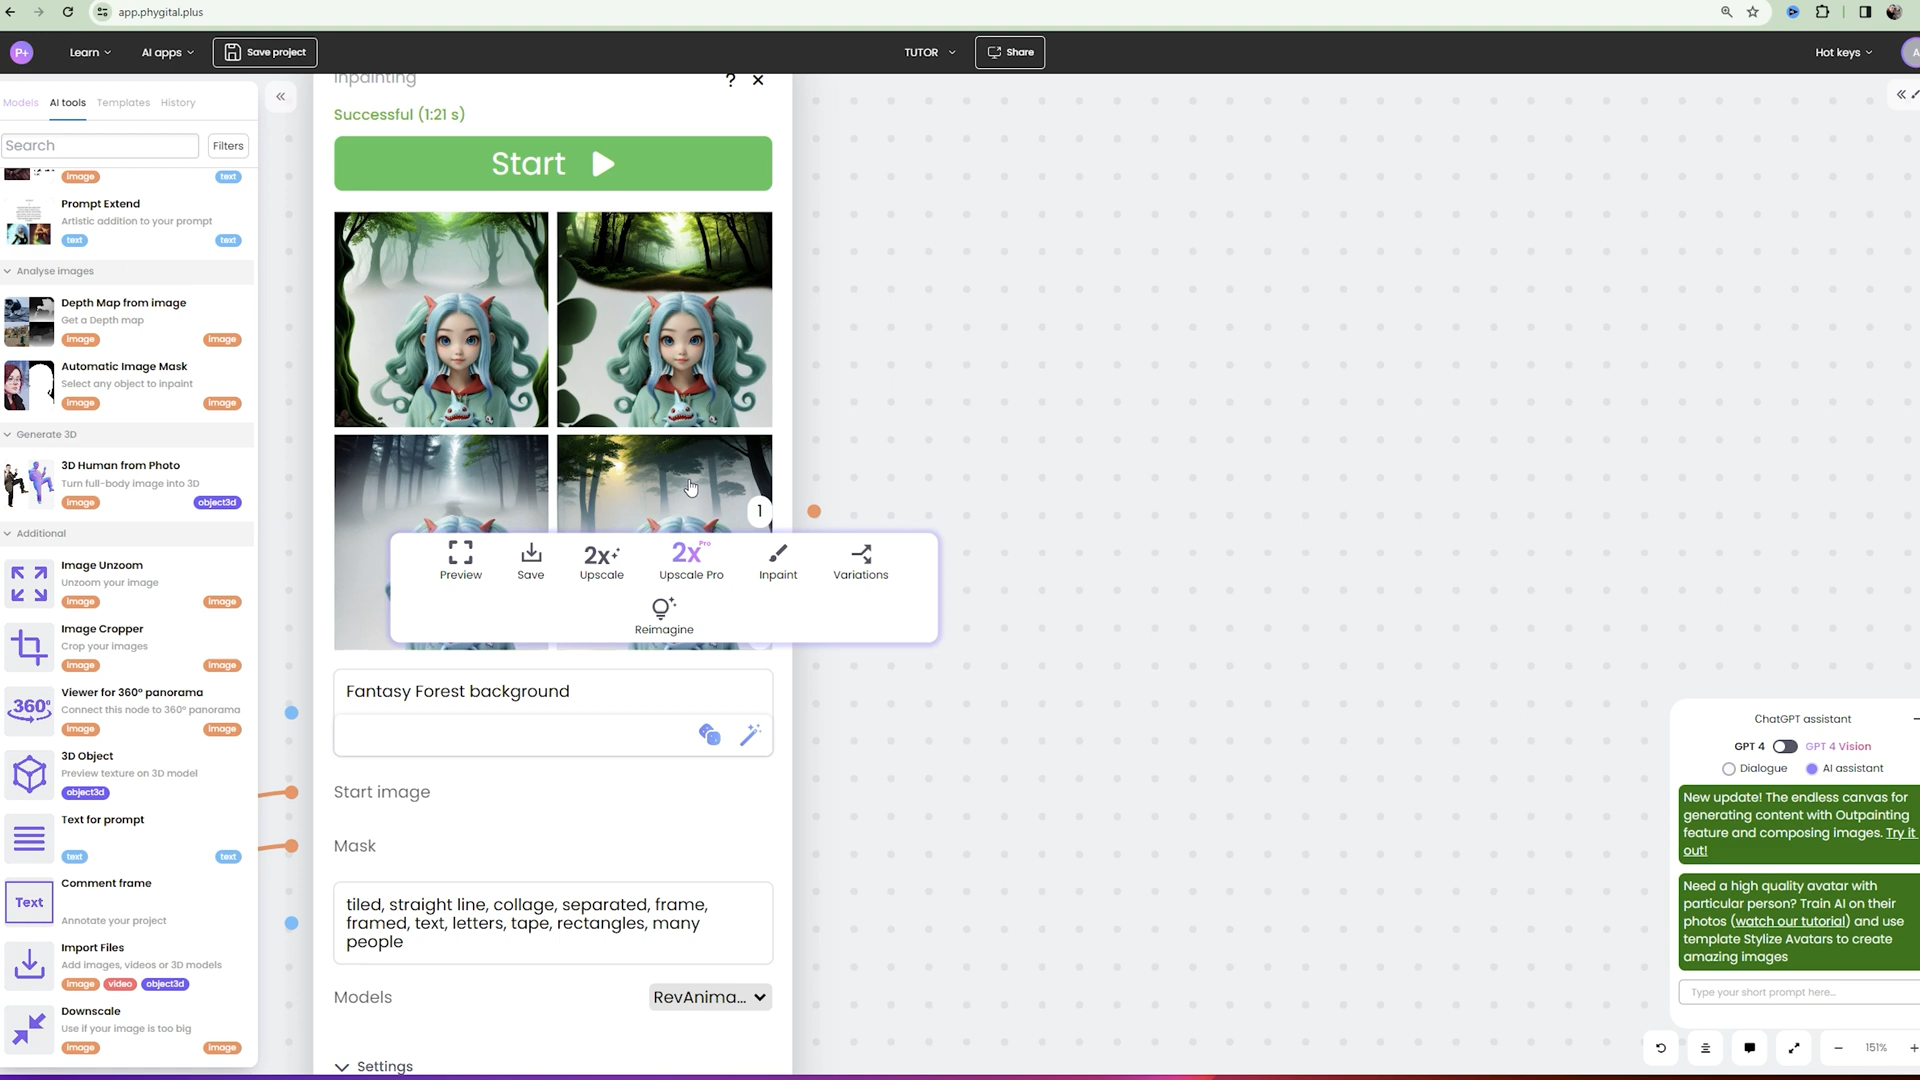 app.phygital.plus
P+
Learn
AI apps
Save project
TUTOR
Share
Hot keys
A
Models
AI tools
Templates
History
Search
Filters
image
text
Prompt Extend
Artistic addition to your prompt
text
text
Analyse images
Depth Map from image
Get a Depth map
image
image
Automatic Image Mask
Select any object to inpaint
image
image
Generate 3D
3D Human from Photo
Turn full-body image into 3D
image
object3d
Additional
Image Unzoom
Unzoom your image
image
image
Image Cropper
Crop your images
image
image
360°
Viewer for 360° panorama
Connect this node to 360° panorama
image
image
3D Object
Preview texture on 3D model
object3d
Text for prompt
text
text
Text
Comment frame
Annotate your project
Import Files
Add images, videos or 3D models
image
video
object3d
Downscale
Use if your image is too big
image
image
Inpainting
?
Successful (1:21 s)
Start
1
Preview
Save
2x
Upscale
2x Pro
Upscale Pro
Inpaint
Variations
Reimagine
Fantasy Forest background
Start image
Mask
tiled, straight line, collage, separated, frame,
framed, text, letters, tape, rectangles, many
people
Models
RevAnima...
Settings
ChatGPT assistant
GPT 4
GPT 4 Vision
Dialogue
AI assistant
New update! The endless canvas for
generating content with Outpainting
feature and composing images. Try it
out!
Need a high quality avatar with
particular person? Train AI on their
photos (watch our tutorial) and use
template Stylize Avatars to create
amazing images
Type your short prompt here...
151%